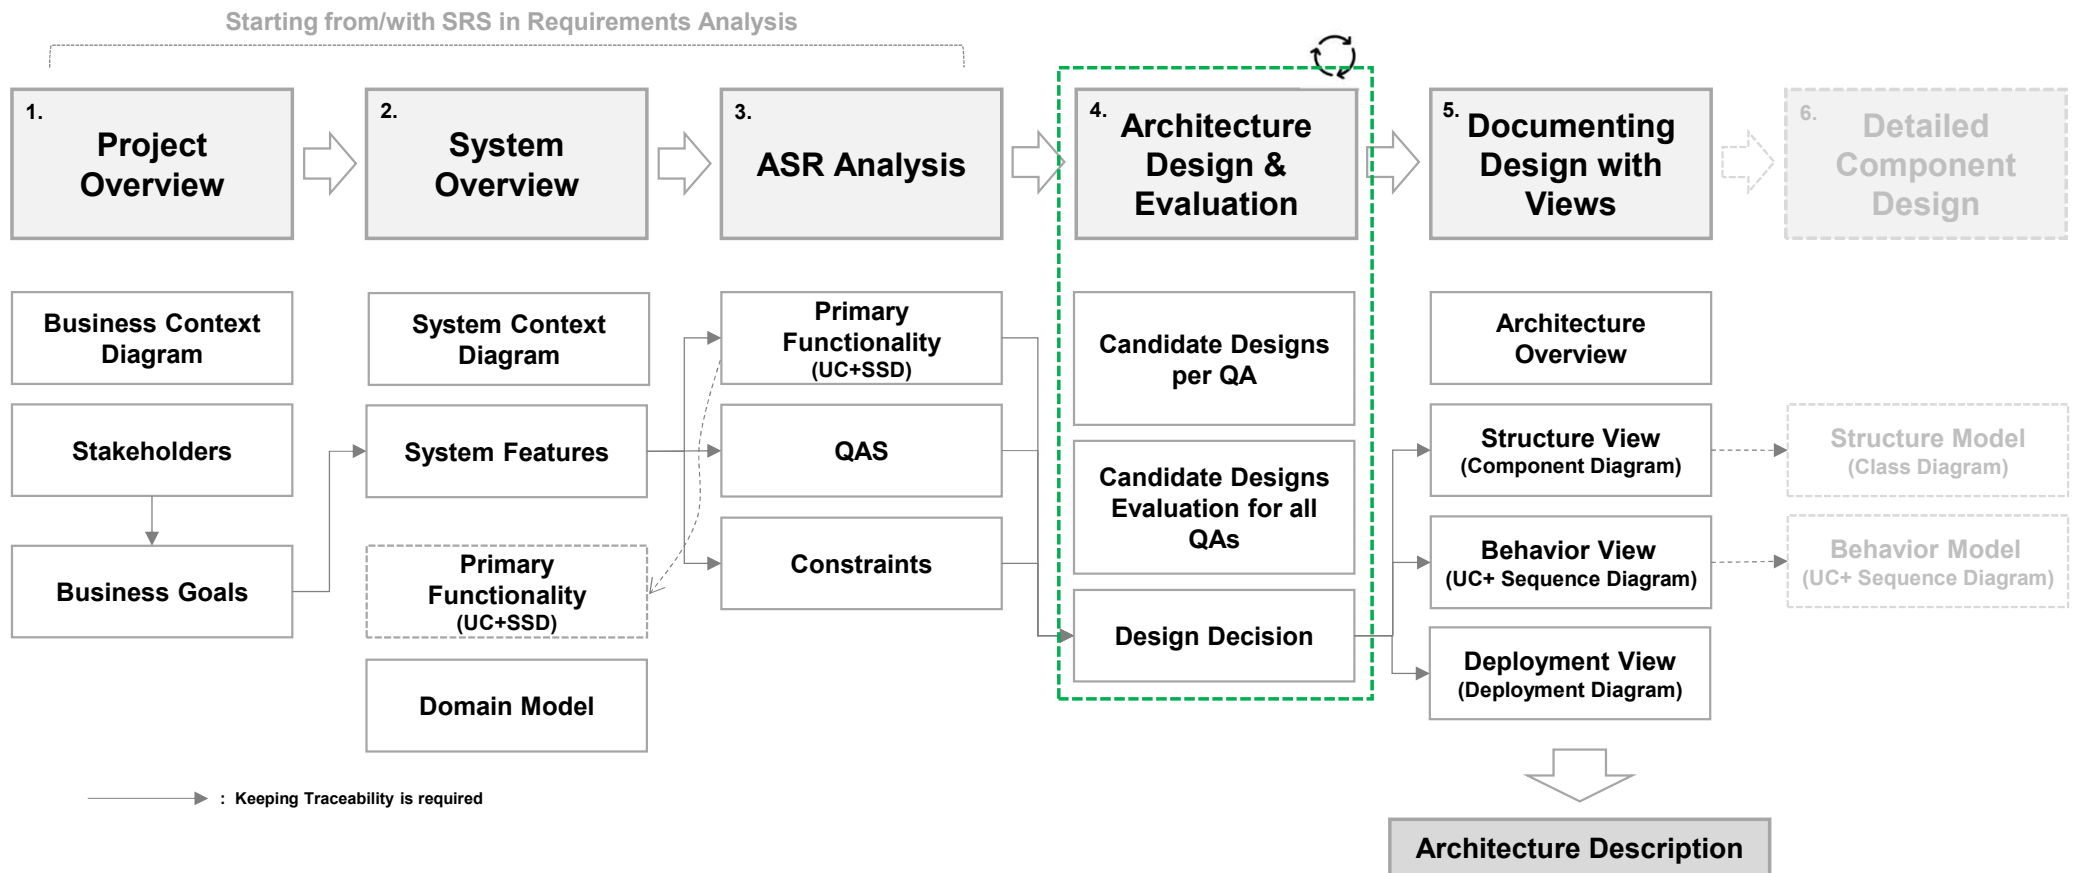 Starting from/with SRS in Requirements Analysis
1.
Project
Overview
2.
System
Overview
3.
ASR Analysis
4.
Architecture
Design &
Evaluation
5.
Documenting
Design with
Views
6.
Detailed
Component
Design
Business Context
Diagram
Stakeholders
Business Goals
System Context
Diagram
System Features
Primary
Functionality
(UC+SSD)
Domain Model
Primary
Functionality
(UC+SSD)
QAS
Constraints
Candidate Designs
per QA
Candidate Designs
Evaluation for all
QAs
Design Decision
Architecture
Overview
Structure View
(Component Diagram)
Behavior View
(UC+ Sequence Diagram)
Deployment View
(Deployment Diagram)
Structure Model
(Class Diagram)
Behavior Model
(UC+ Sequence Diagram)
: Keeping Traceability is required
Architecture Description